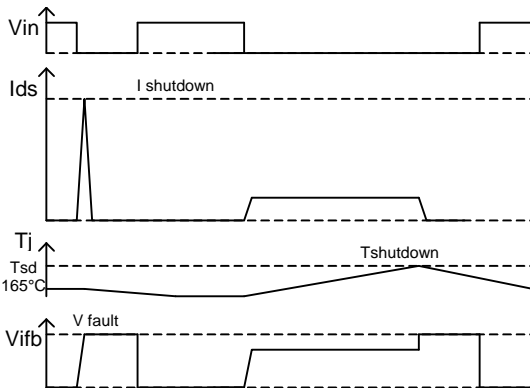 Vin
Ids
I shutdown
Tj
Tshutdown
Tsd
165°C
V fault
Vifb